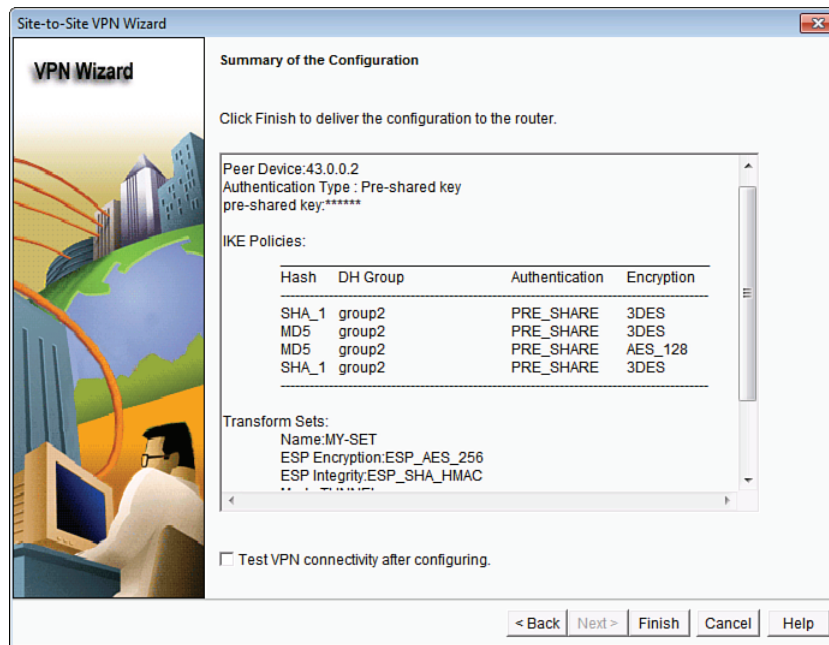 Site-to-Site VPN Wizard
VPN Wizard
Summary of the Configuration
Click Finish to deliver the configuration to the router.
Peer Device:43.0.0.2
Authentication Type : Pre-shared key
pre-shared key:******
IKE Policies:
Hash DH Group Authentication Encryption
SHA_1 group2 PRE_SHARE 3DES
MD5 group2 PRE_SHARE 3DES
MD5 group2 PRE_SHARE AES_128
SHA_1 group2 PRE_SHARE 3DES
Transform Sets:
Name:MY-SET
ESP Encryption:ESP_AES_256
ESP Integrity:ESP_SHA_HMAC
Test VPN connectivity after configuring.
< Back Next > Finish Cancel Help